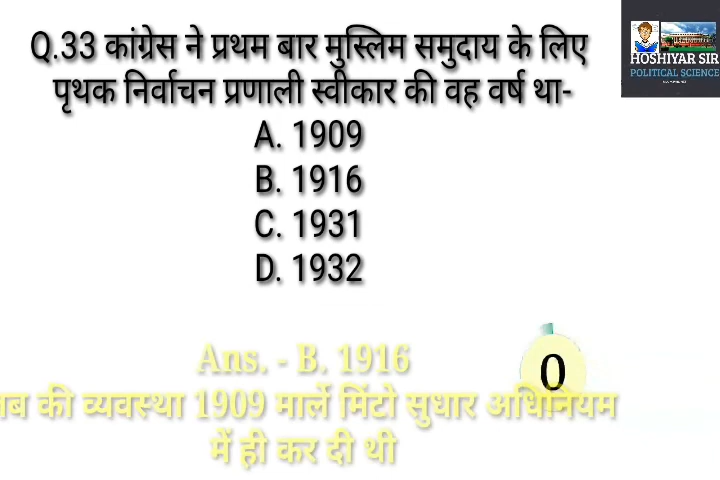 Q.33 कांग्रेस ने प्रथम बार मुस्लिम समुदाय के लिए
पृथक निर्वाचन प्रणाली स्वीकार की वह वर्ष था-
A. 1909
B. 1916
C. 1931
D. 1932
HOSHIYAR SIR
POLITICAL SCIENCE
Ans. - B. 1916
0
की व्यवस्था 1909 मार्ले मिंटो सुधार अधिनियम
में ही कर दी थी